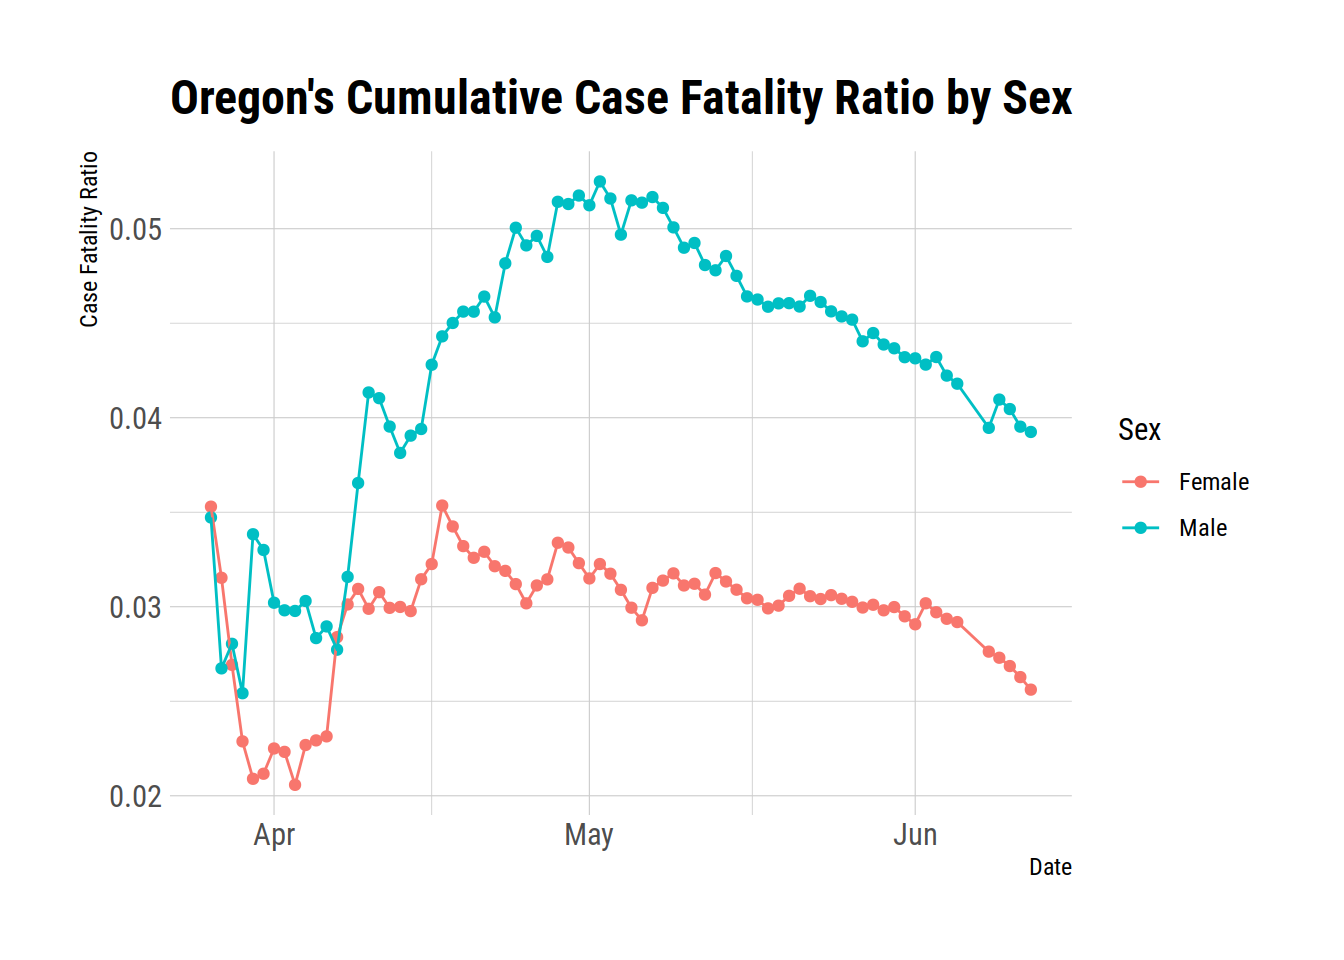 Oregon's Cumulative Case Fatality Ratio by Sex
Case Fatality Ratio
0.05
0.04
0.03
0.02
Apr
May
Jun
Date
Sex
Female
Male